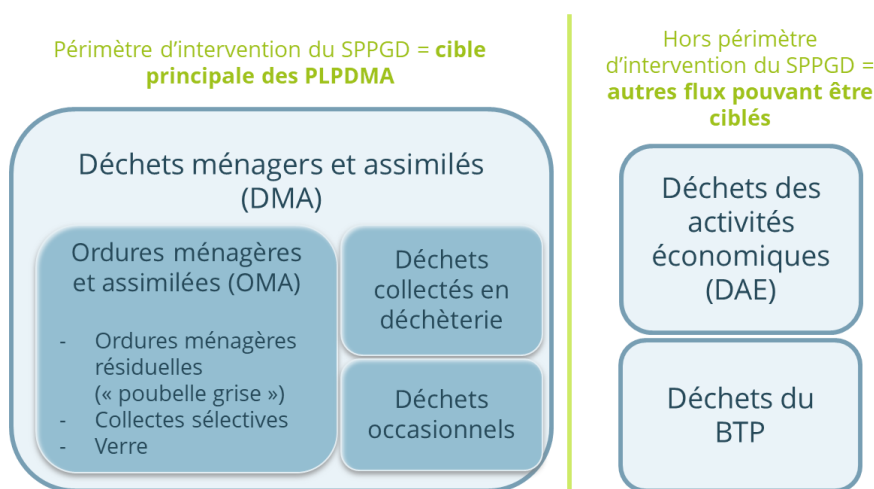 Périmètre d’intervention du SPPGD = cible
principale des PLPDMA
Déchets ménagers et assimilés
(DMA)
Ordures ménagères
et assimilées (OMA)
- Ordures ménagères
résiduelles
(« poubelle grise »)
- Collectes sélectives
- Verre
Déchets
collectés en
déchèterie
Déchets
occasionnels
Hors périmètre
d’intervention du SPPGD =
autres flux pouvant être
ciblés
Déchets des
activités
économiques
(DAE)
Déchets du
BTP